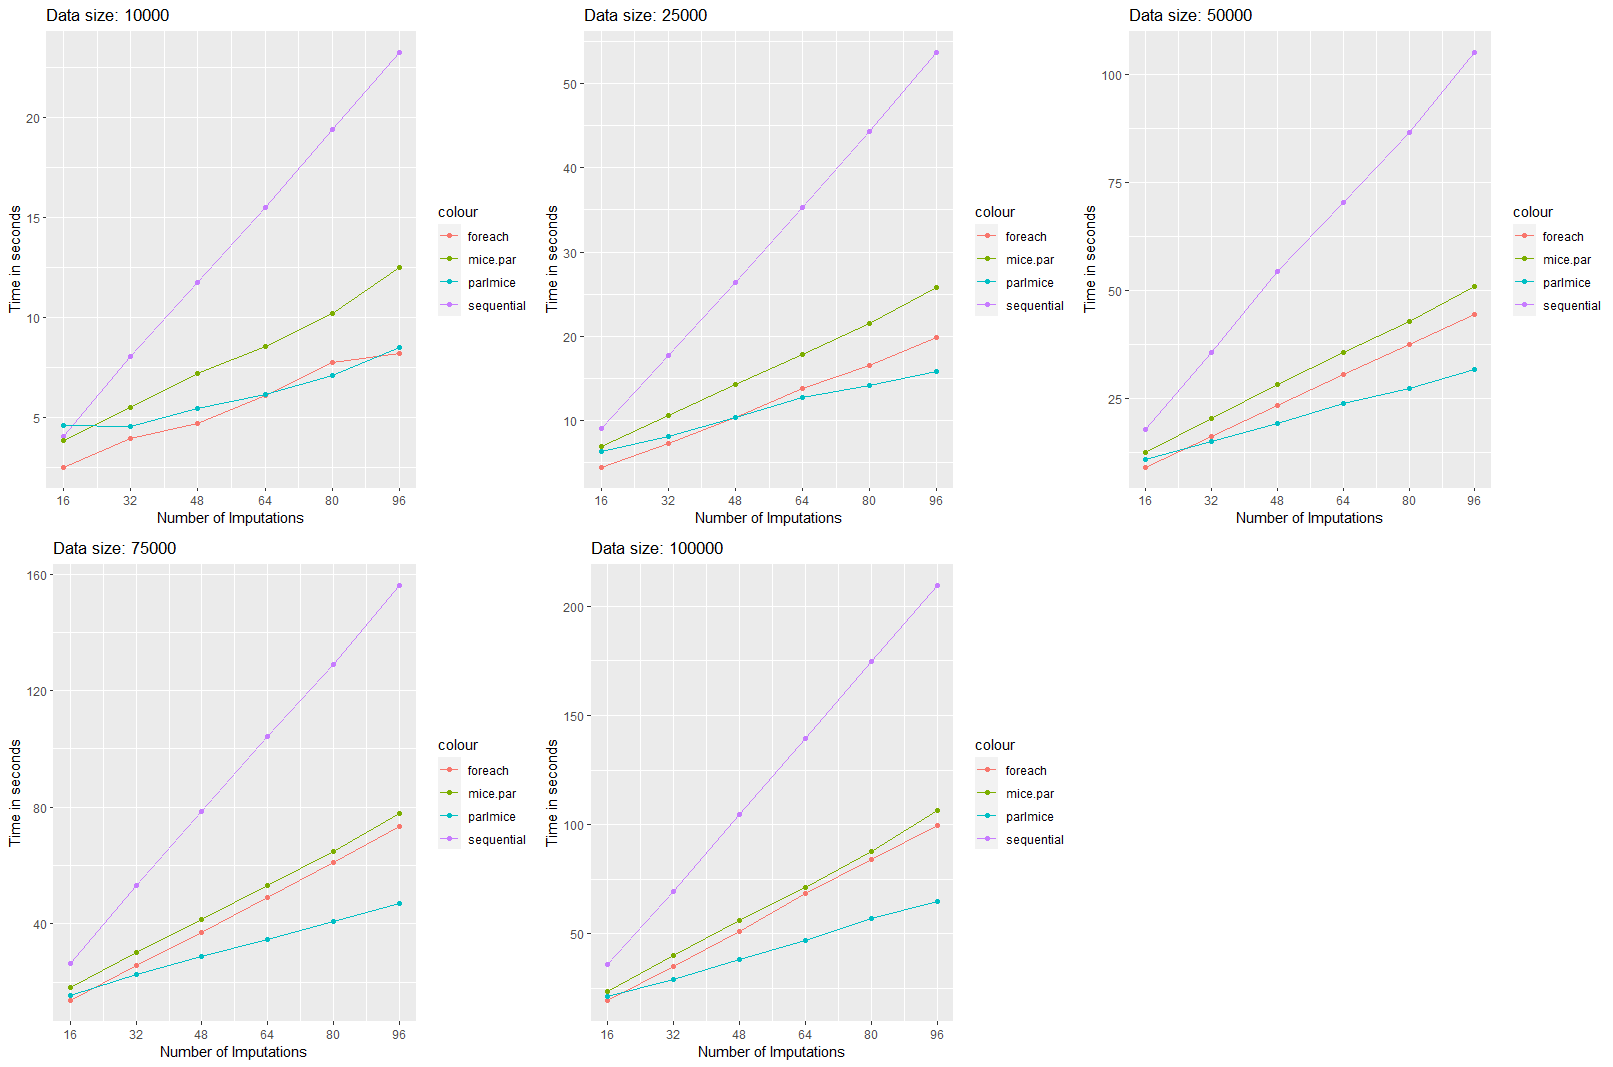 Data size: 10000
Time in seconds
20
15
10
5
16 32 48 64 80 96
Number of Imputations
colour
foreach
mice.par
parlmice
sequential
Data size: 25000
Time in seconds
50
40
30
20
10
16 32 48 64 80 96
Number of Imputations
colour
foreach
mice.par
parlmice
sequential
Data size: 50000
Time in seconds
100
75
50
25
16 32 48 64 80 96
Number of Imputations
colour
foreach
mice.par
parlmice
sequential
Data size: 75000
Time in seconds
160
120
80
40
16 32 48 64 80 96
Number of Imputations
colour
foreach
mice.par
parlmice
sequential
Data size: 100000
Time in seconds
200
150
100
50
16 32 48 64 80 96
Number of Imputations
colour
foreach
mice.par
parlmice
sequential